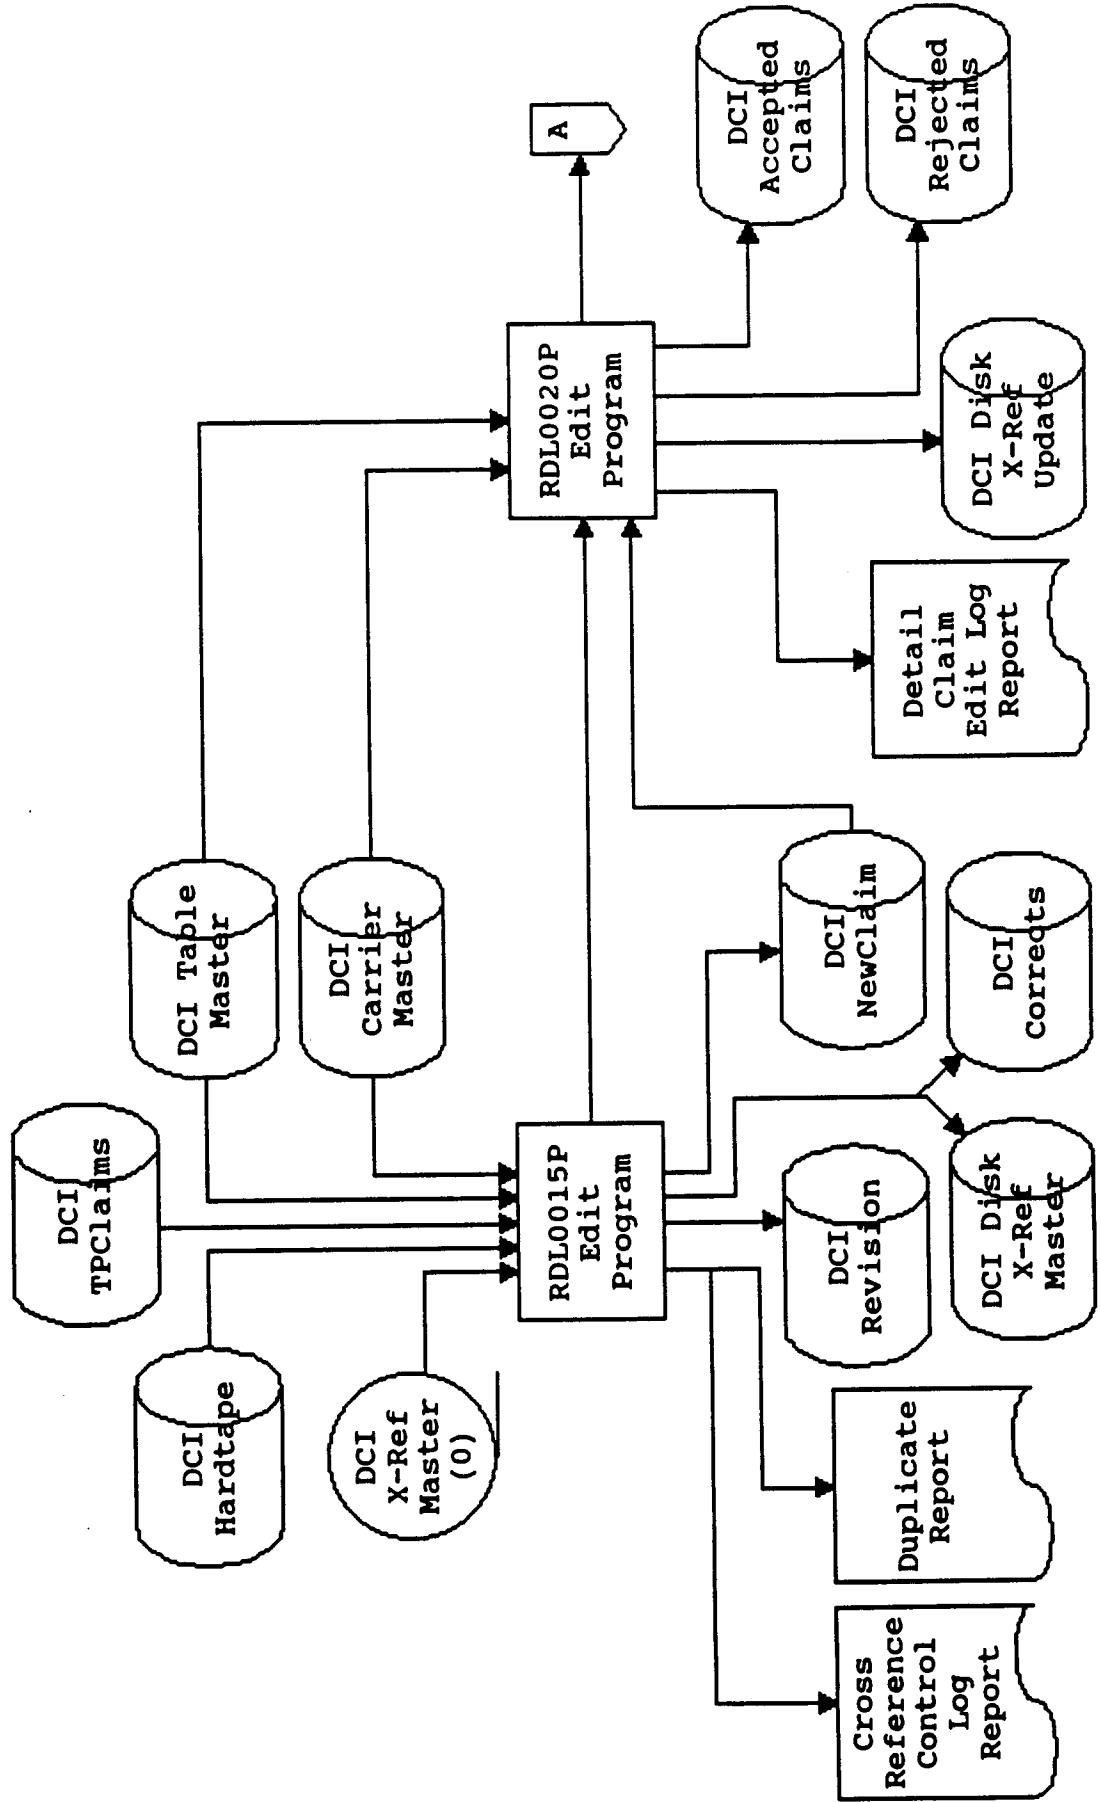 DCI
TPClaims
DCI
Hardtape
DCI Table
Master
DCI
X-Ref
Master
(0)
DCI
Carrier
Master
RDL0015P
Edit
Program
RDL0020P
Edit
Program
A
Cross
Reference
Control
Log
Report
Duplicate
Report
DCI
Revision
DCI Disk
X-Ref
Master
DCI
NewClaim
DCI
Corrects
Detail
Claim
Edit Log
Report
DCI Disk
X-Ref
Update
DCI
Accepted
Claims
DCI
Rejected
Claims